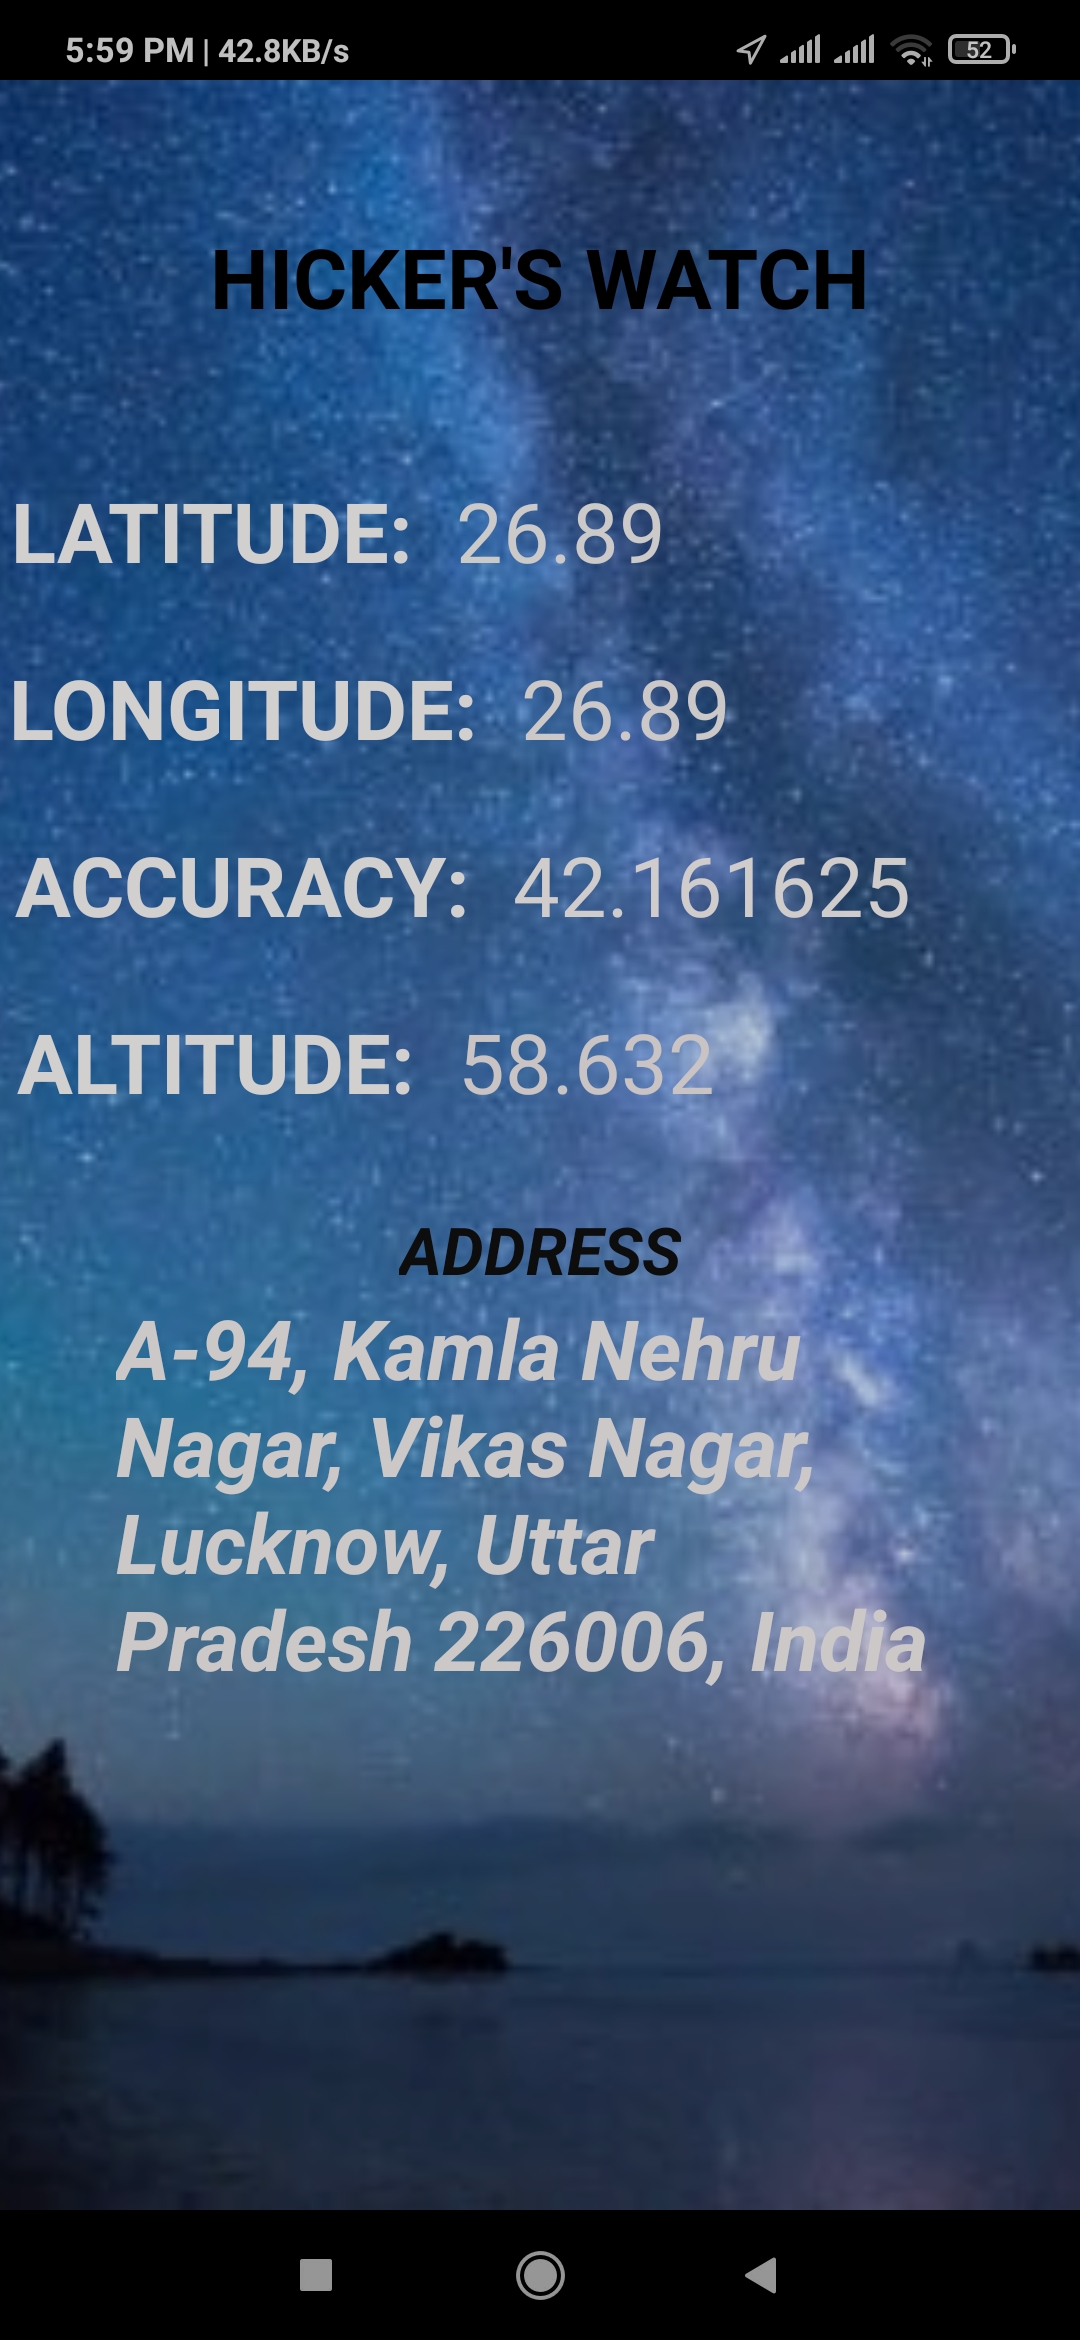 5:59 PM | 42.8KB/s 52
HICKER'S WATCH
LATITUDE: 26.89
LONGITUDE: 26.89
ACCURACY: 42.161625
ALTITUDE: 58.632
ADDRESS
A-94, Kamla Nehru
Nagar, Vikas Nagar,
Lucknow, Uttar
Pradesh 226006, India